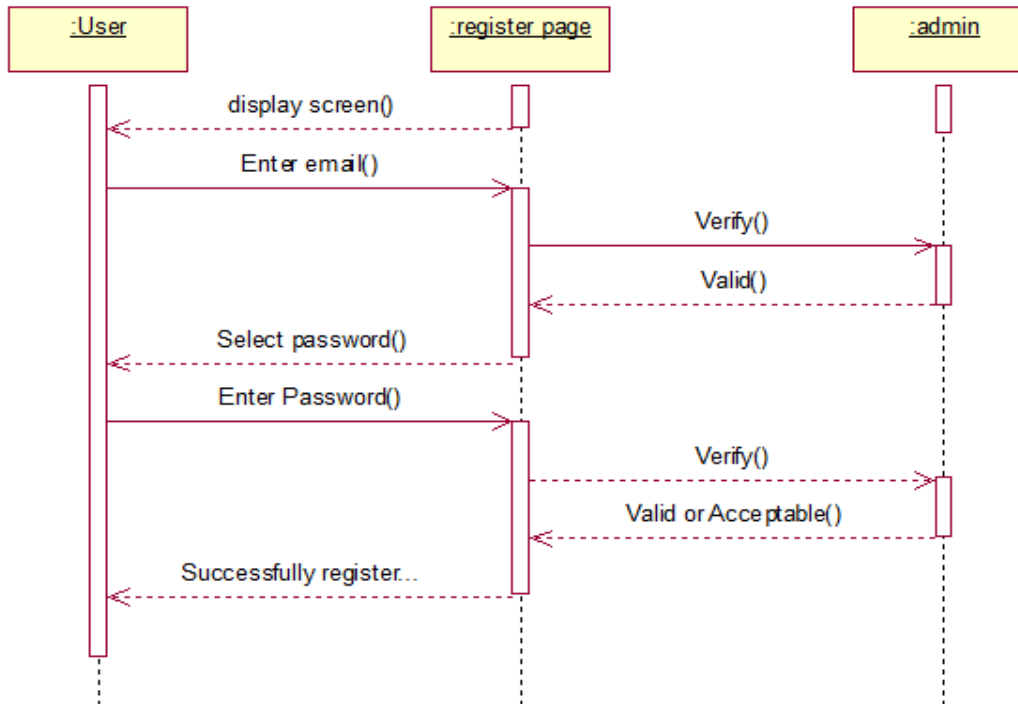 :User
:register page
:admin
display screen()
Enter email()
Verify()
Valid()
Select password()
Enter Password()
Verify()
Valid or Acceptable()
Successfully register...